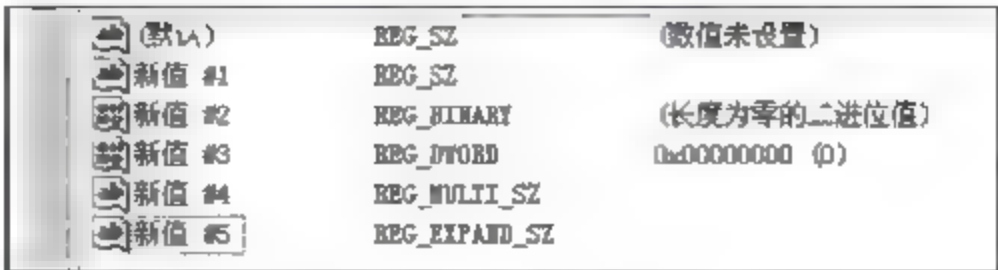 (默认) REG_SZ (数值未设置)
新值 #1 REG_SZ
新值 #2 REG_BINARY (长度为零的二进位值)
新值 #3 REG_DWORD 0x00000000 (0)
新值 #4 REG_MULTI_SZ
新值 #5 REG_EXPAND_SZ